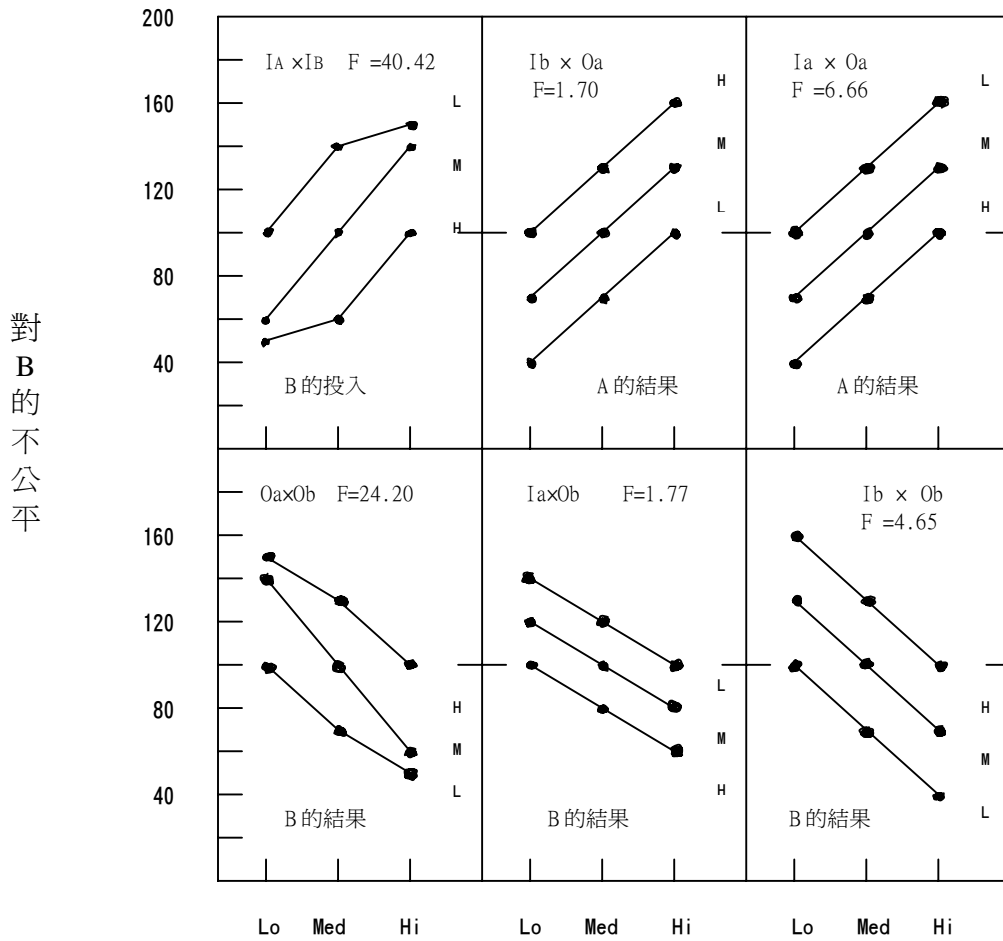 200
160
120
80
40
160
120
80
40
對B的不公平
IA ×IB F =40.42
L
M
H
B的投入
Ib × Oa
F=1.70
H
M
L
A的結果
Ia × Oa
F =6.66
L
M
H
A的結果
Oa×Ob F=24.20
H
M
L
B的結果
Ia×Ob F=1.77
L
M
H
B的結果
Ib × Ob
F =4.65
H
M
L
B的結果
Lo Med Hi Lo Med Hi Lo Med Hi